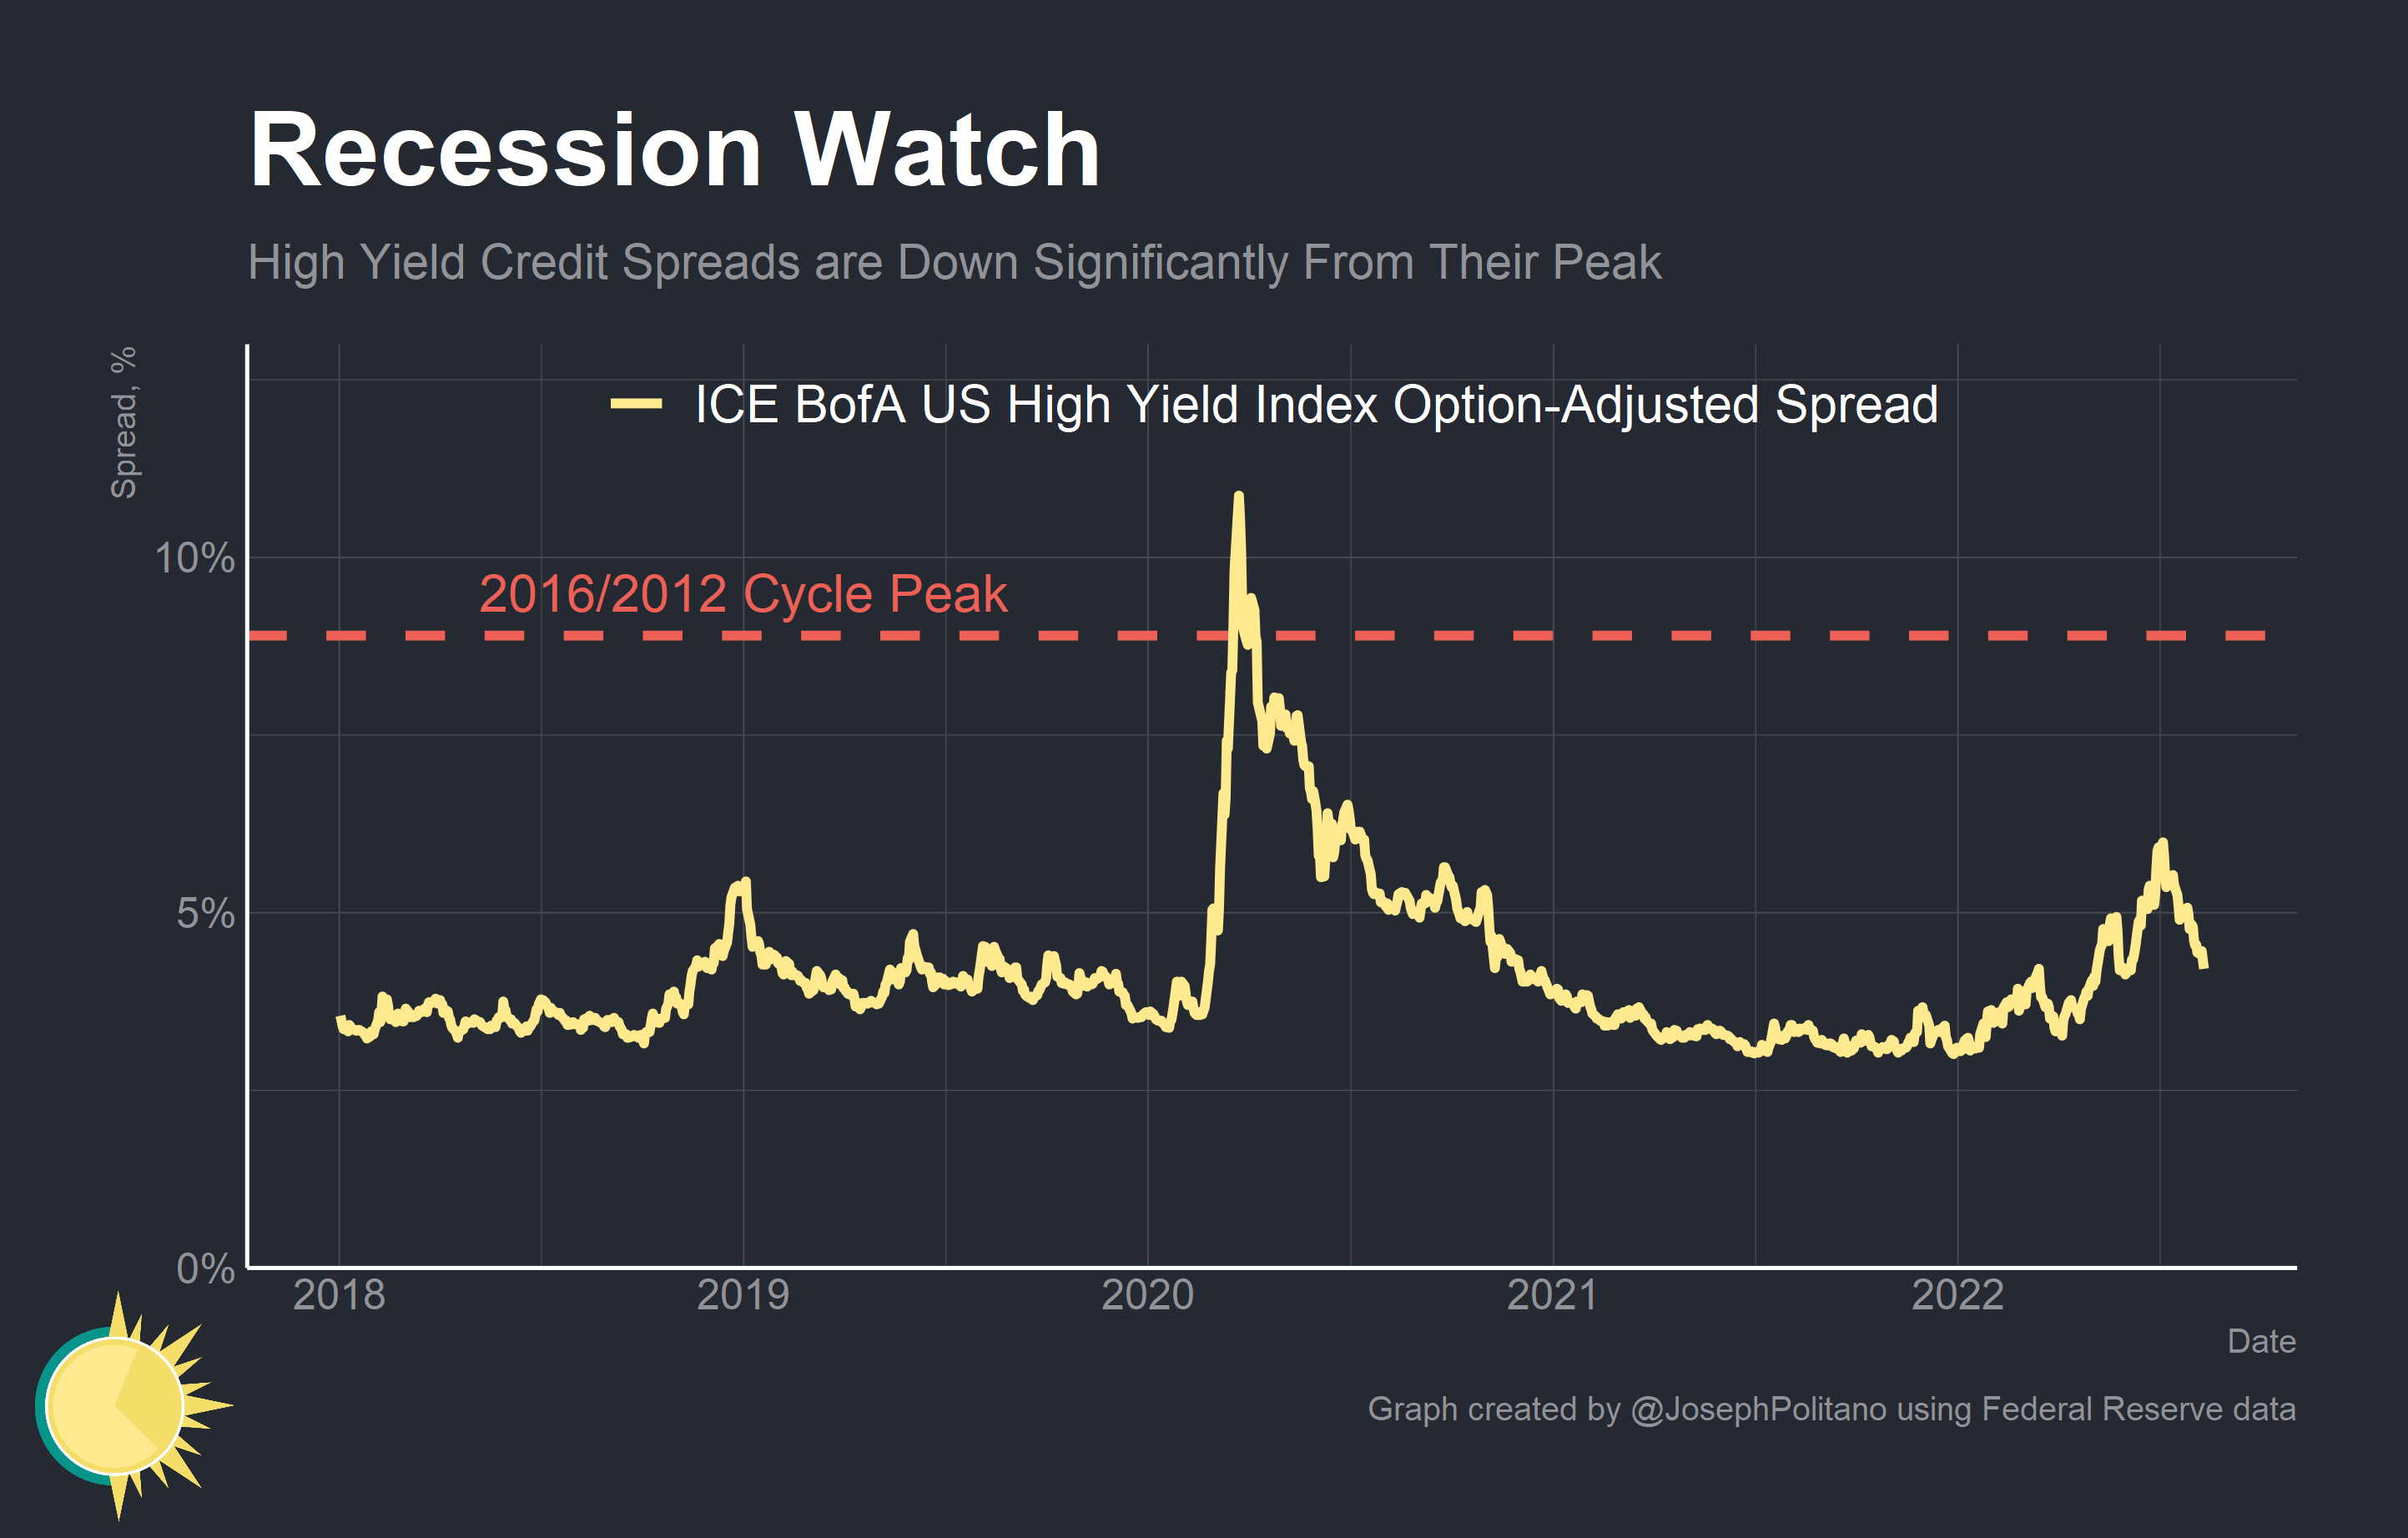 Recession Watch
High Yield Credit Spreads are Down Significantly From Their Peak
Spread, %
ICE BofA US High Yield Index Option-Adjusted Spread
10%
2016/2012 Cycle Peak
5%
0%
2018 2019 2020 2021 2022
Date
Graph created by @JosephPolitano using Federal Reserve data